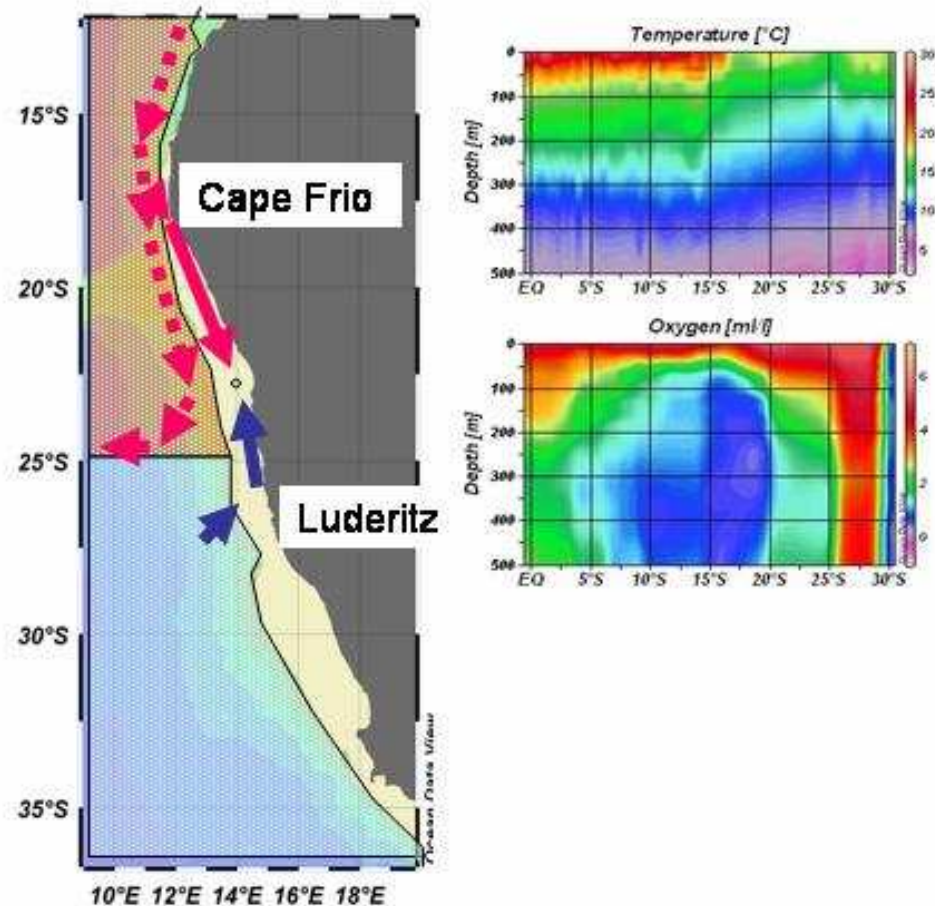 15°S
20°S
25°S
30°S
35°S
10°E 12°E 14°E 16°E 18°E
Cape Frio
Luderitz
Ocean Data View
Temperature [°C]
Depth [m]
0
100
200
300
400
500
EQ 5°S 10°S 15°S 20°S 25°S 30°S
30
25
20
15
10
5
Oxygen [ml/l]
Depth [m]
0
100
200
300
400
500
EQ 5°S 10°S 15°S 20°S 25°S 30°S
6
4
2
0